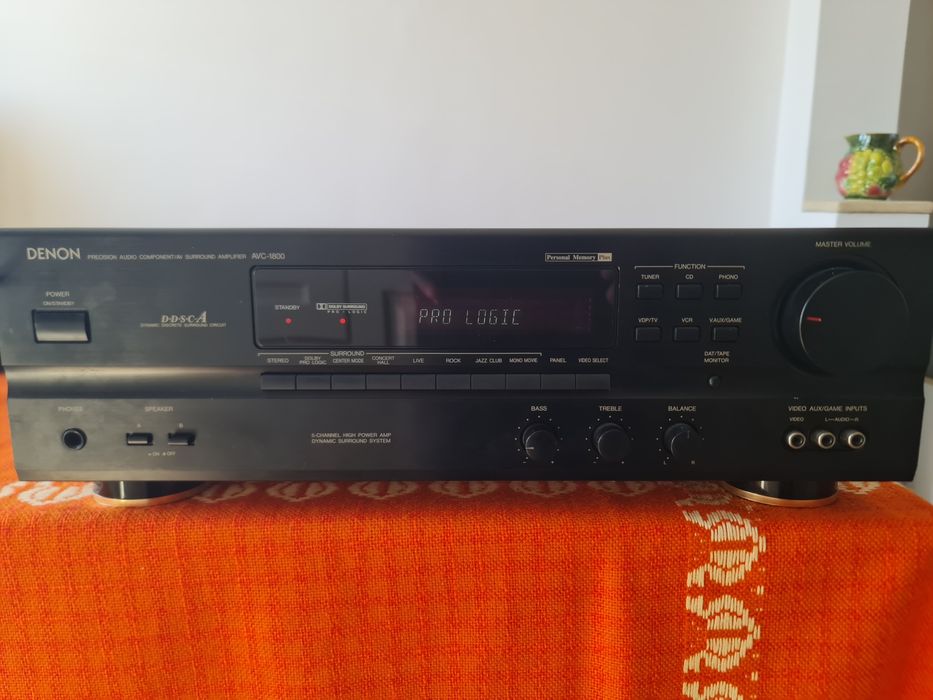 DENON PRECISION AUDIO COMPONENT/AV SURROUND AMPLIFIER AVC-1800
Personal Memory Plus
MASTER VOLUME
FUNCTION
TUNER CD PHONO
POWER
ON/STANDBY
D·D·S·C·A
DYNAMIC DISCRETE SURROUND CIRCUIT
STANDBY
DOLBY SURROUND
PRO · LOGIC
PRO LOGIC
VDP/TV VCR V.AUX/GAME
SURROUND
STEREO DOLBY PRO LOGIC CENTER MODE CONCERT HALL LIVE ROCK JAZZ CLUB MONO MOVIE PANEL VIDEO SELECT
DAT/TAPE
MONITOR
PHONES
SPEAKER
A B
ON OFF
5-CHANNEL HIGH POWER AMP
DYNAMIC SURROUND SYSTEM
BASS TREBLE BALANCE
L R
VIDEO AUX/GAME INPUTS
VIDEO L—AUDIO—R